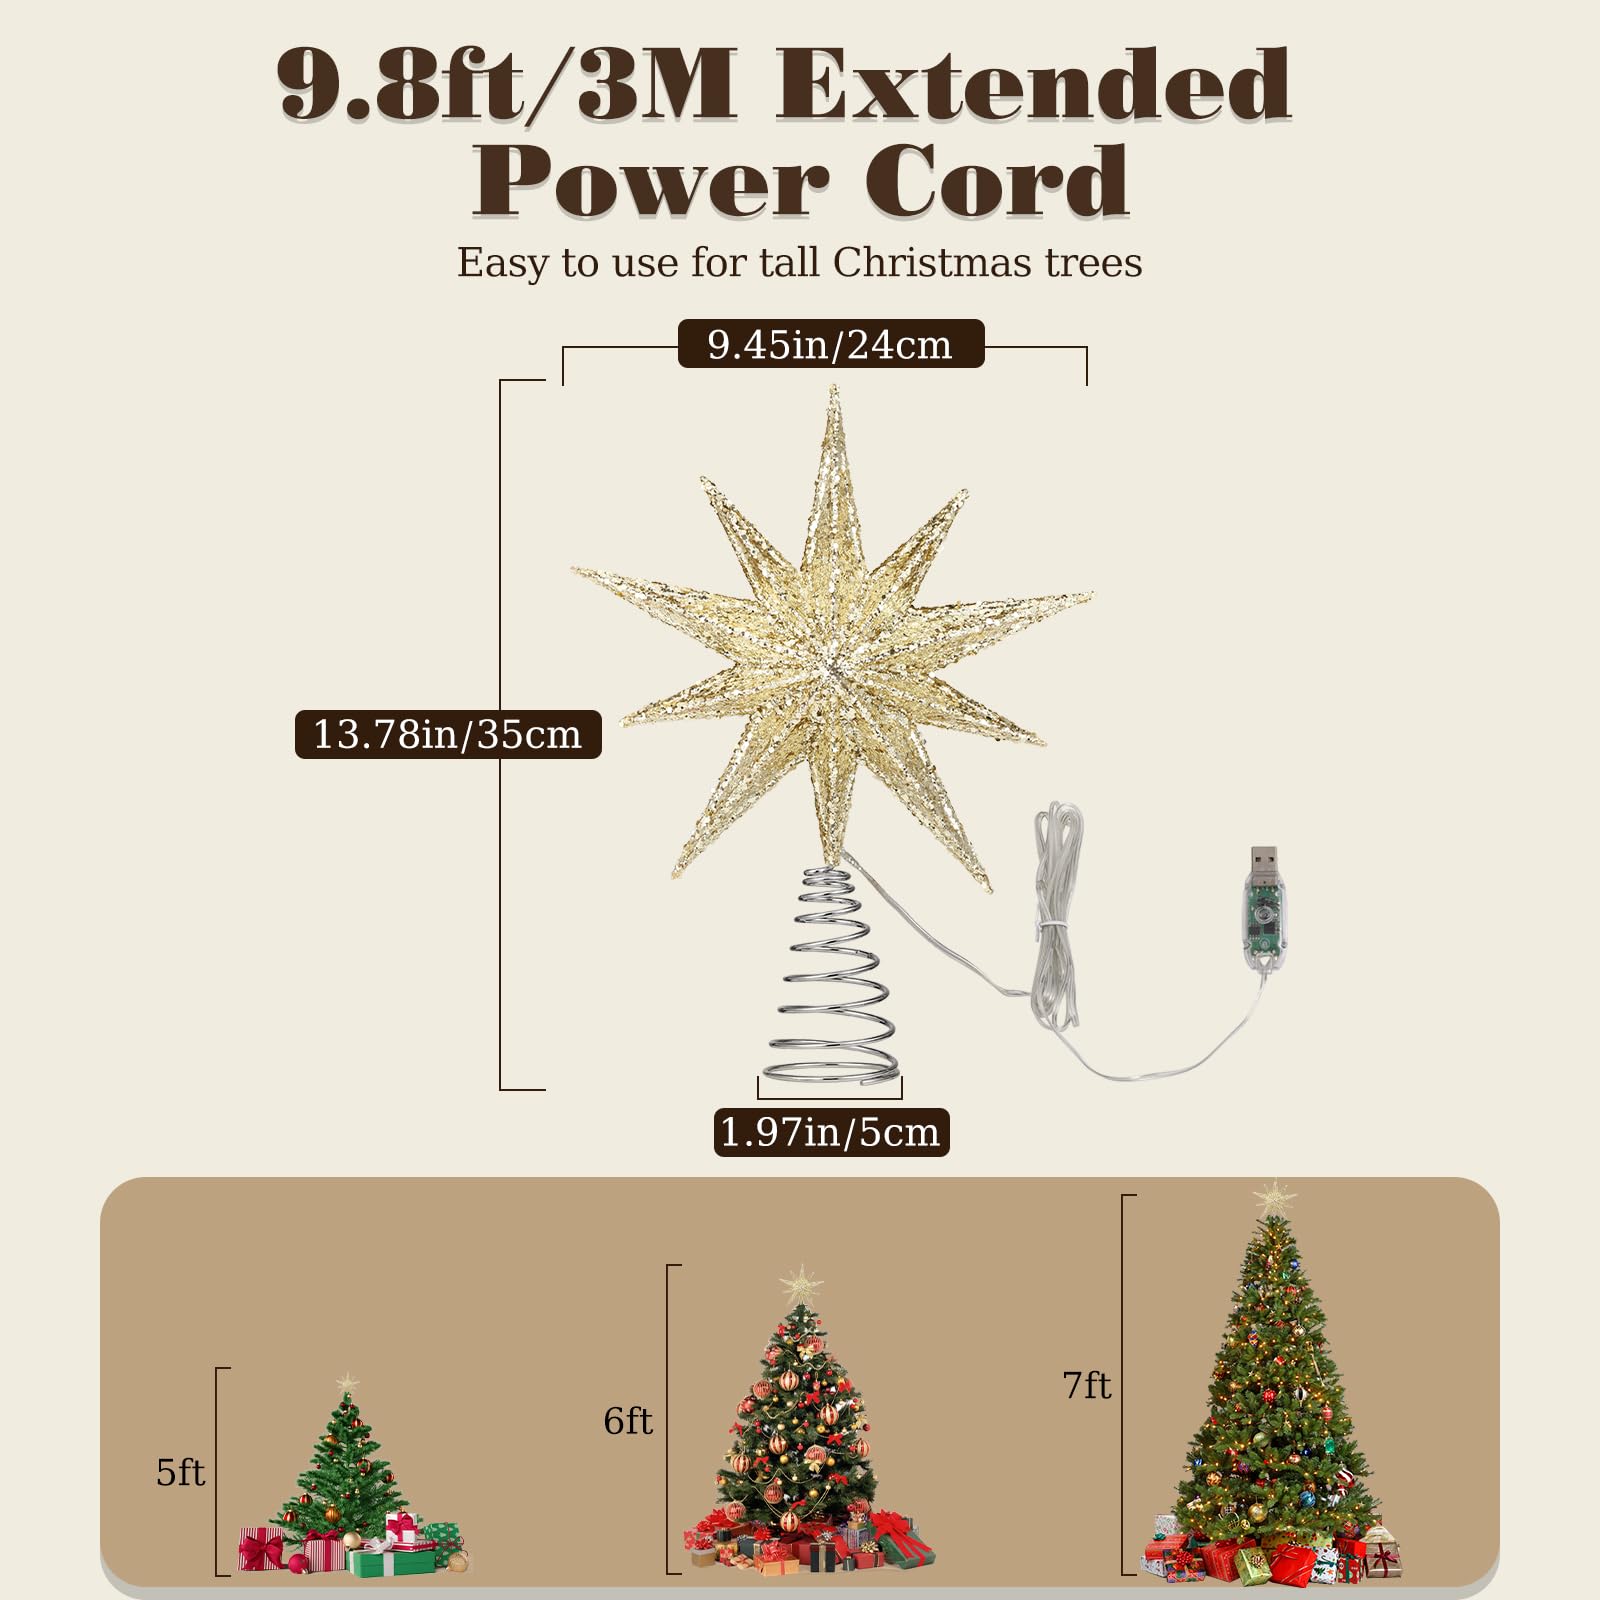 9.8ft/3M Extended
Power Cord
Easy to use for tall Christmas trees
9.45in/24cm
13.78in/35cm
1.97in/5cm
5ft
6ft
7ft